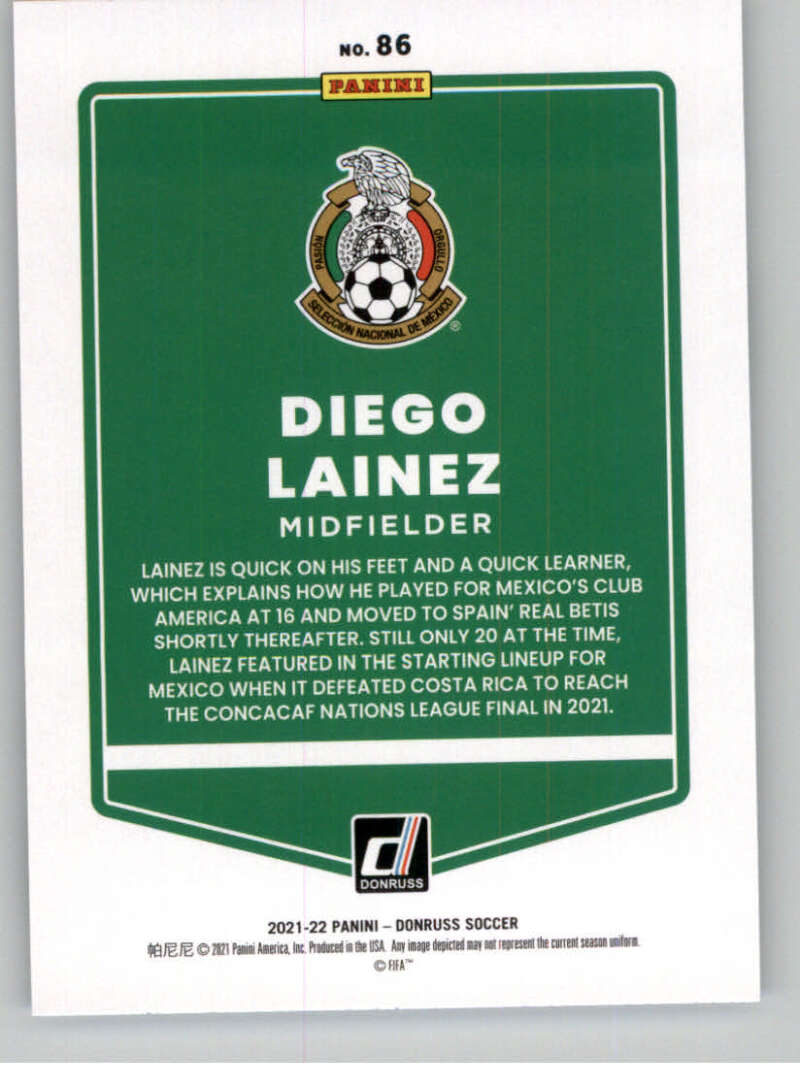 NO. 86
PANINI
PASIÓN
ORGULLO
SELECCIÓN NACIONAL DE MÉXICO
®
DIEGO
LAINEZ
MIDFIELDER
LAINEZ IS QUICK ON HIS FEET AND A QUICK LEARNER,
WHICH EXPLAINS HOW HE PLAYED FOR MEXICO'S CLUB
AMERICA AT 16 AND MOVED TO SPAIN' REAL BETIS
SHORTLY THEREAFTER. STILL ONLY 20 AT THE TIME,
LAINEZ FEATURED IN THE STARTING LINEUP FOR
MEXICO WHEN IT DEFEATED COSTA RICA TO REACH
THE CONCACAF NATIONS LEAGUE FINAL IN 2021.
d
DONRUSS
2021-22 PANINI – DONRUSS SOCCER
帕尼尼 © 2021 Panini America, Inc. Produced in the USA. Any image depicted may not represent the current season uniform.
© FIFA™